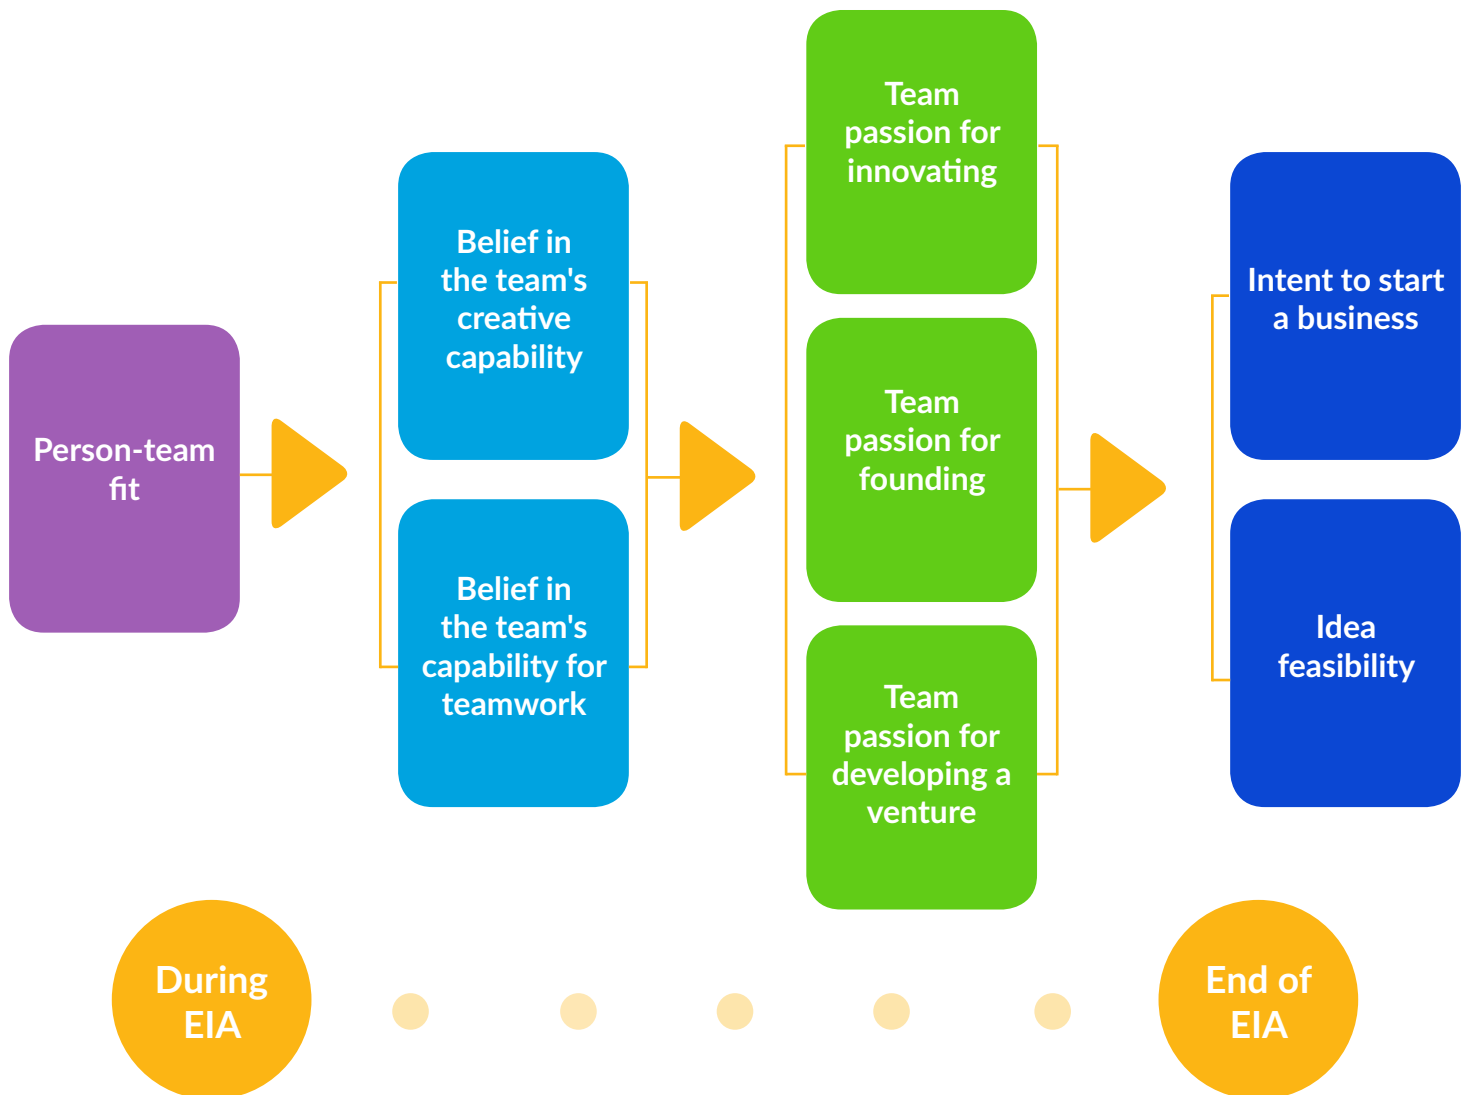 Person-team
fit
Belief in
the team's
creative
capability
Belief in
the team's
capability for
teamwork
Team
passion for
innovating
Team
passion for
founding
Team
passion for
developing a
venture
Intent to start
a business
Idea
feasibility
During
EIA
End of
EIA